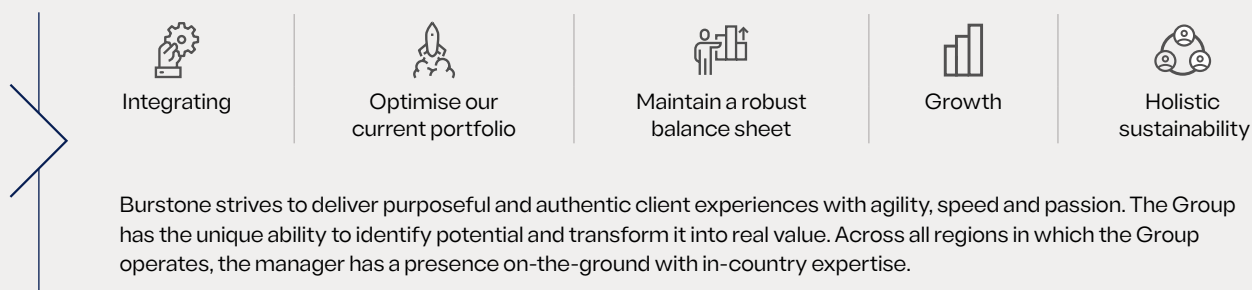 Integrating
Optimise our
current portfolio
Maintain a robust
balance sheet
Growth
Holistic
sustainability
Burstone strives to deliver purposeful and authentic client experiences with agility, speed and passion. The Group
has the unique ability to identify potential and transform it into real value. Across all regions in which the Group
operates, the manager has a presence on-the-ground with in-country expertise.